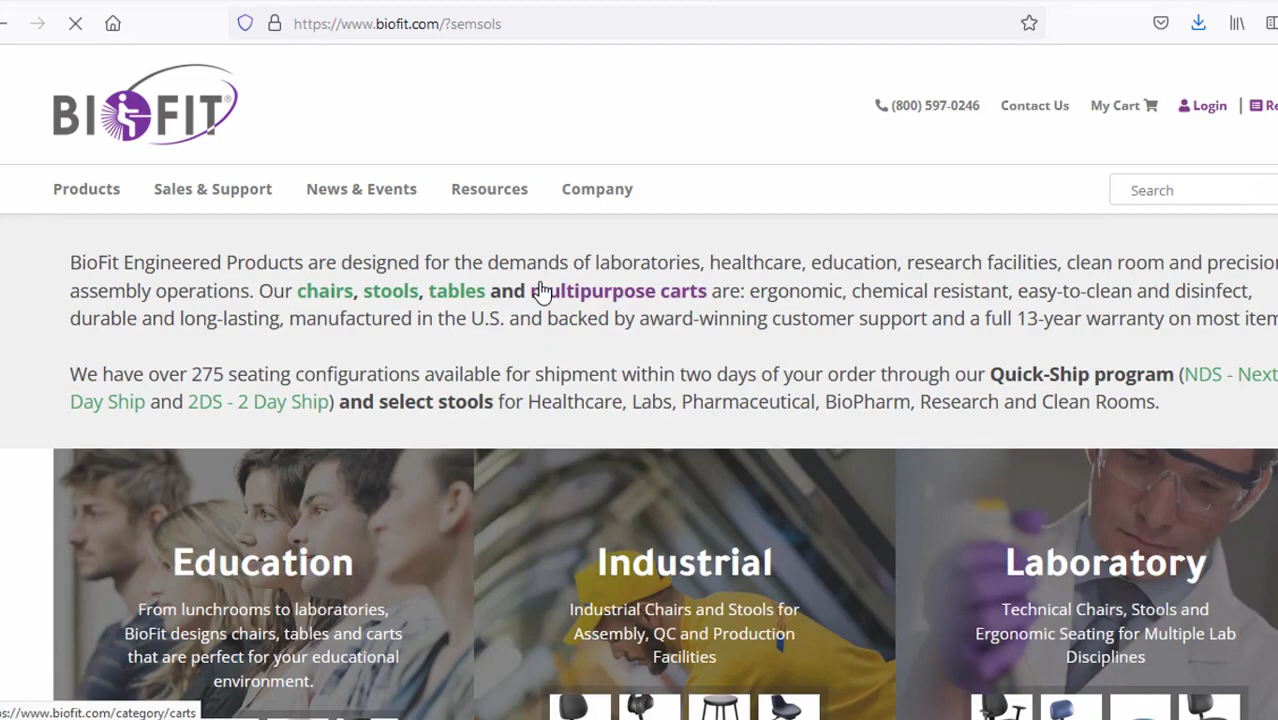 https://www.biofit.com/?semsols
BIOFIT®
(800) 597-0246 Contact Us My Cart Login | Re
Products Sales & Support News & Events Resources Company Search
BioFit Engineered Products are designed for the demands of laboratories, healthcare, education, research facilities, clean room and precision
assembly operations. Our chairs, stools, tables and multipurpose carts are: ergonomic, chemical resistant, easy-to-clean and disinfect,
durable and long-lasting, manufactured in the U.S. and backed by award-winning customer support and a full 13-year warranty on most item
We have over 275 seating configurations available for shipment within two days of your order through our Quick-Ship program (NDS - Next
Day Ship and 2DS - 2 Day Ship) and select stools for Healthcare, Labs, Pharmaceutical, BioPharm, Research and Clean Rooms.
Education
From lunchrooms to laboratories,
BioFit designs chairs, tables and carts
that are perfect for your educational
environment.
Industrial
Industrial Chairs and Stools for
Assembly, QC and Production
Facilities
Laboratory
Technical Chairs, Stools and
Ergonomic Seating for Multiple Lab
Disciplines
ps://www.biofit.com/category/carts